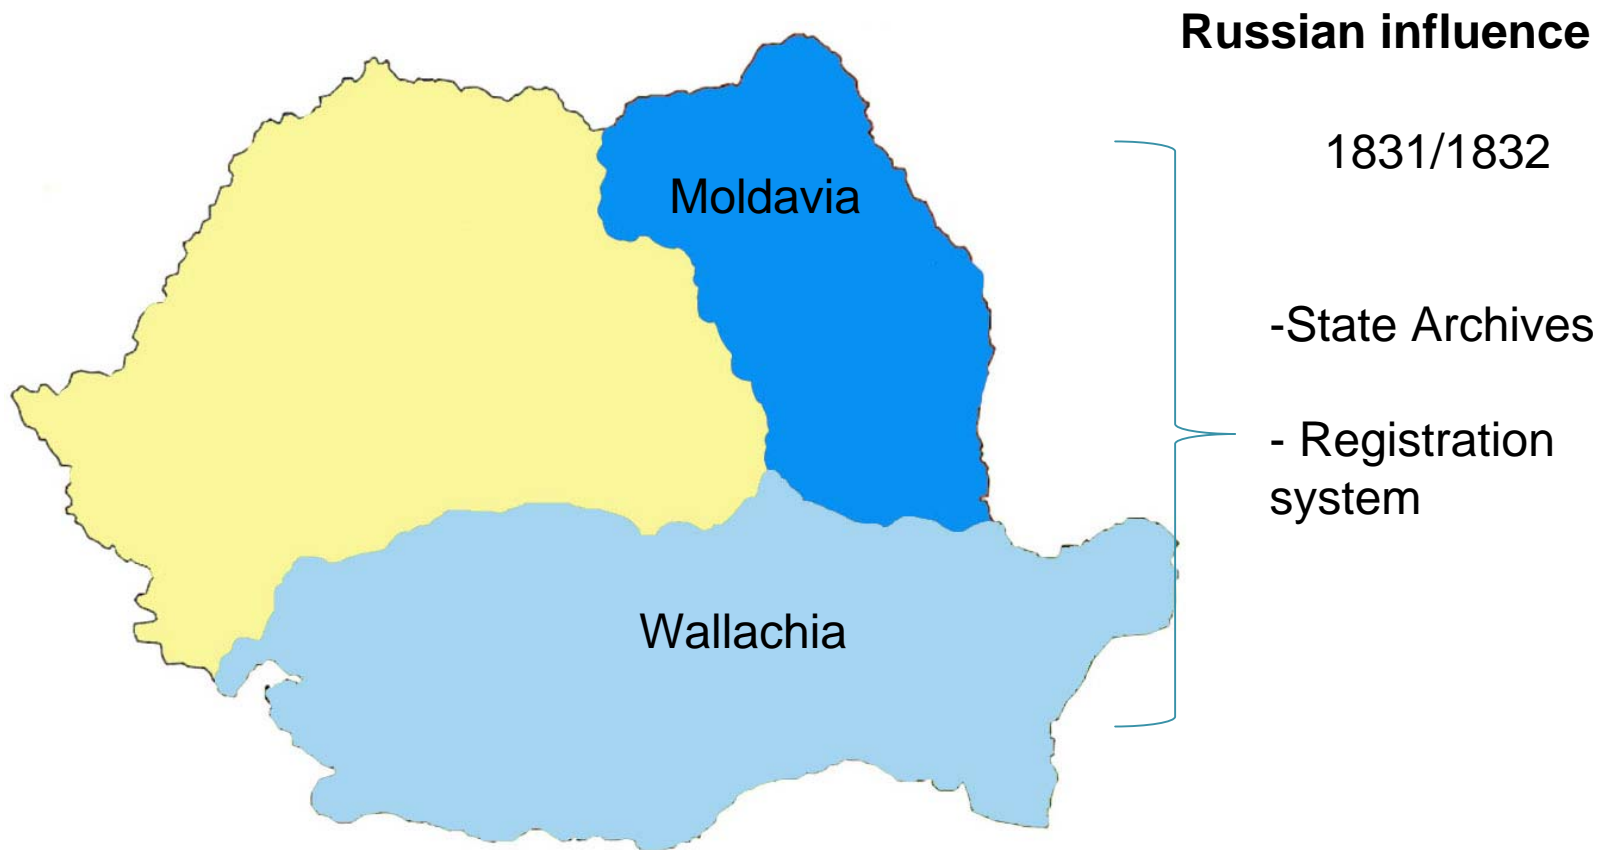 Russian influence
1831/1832
Moldavia
-State Archives
- Registration
system
Wallachia